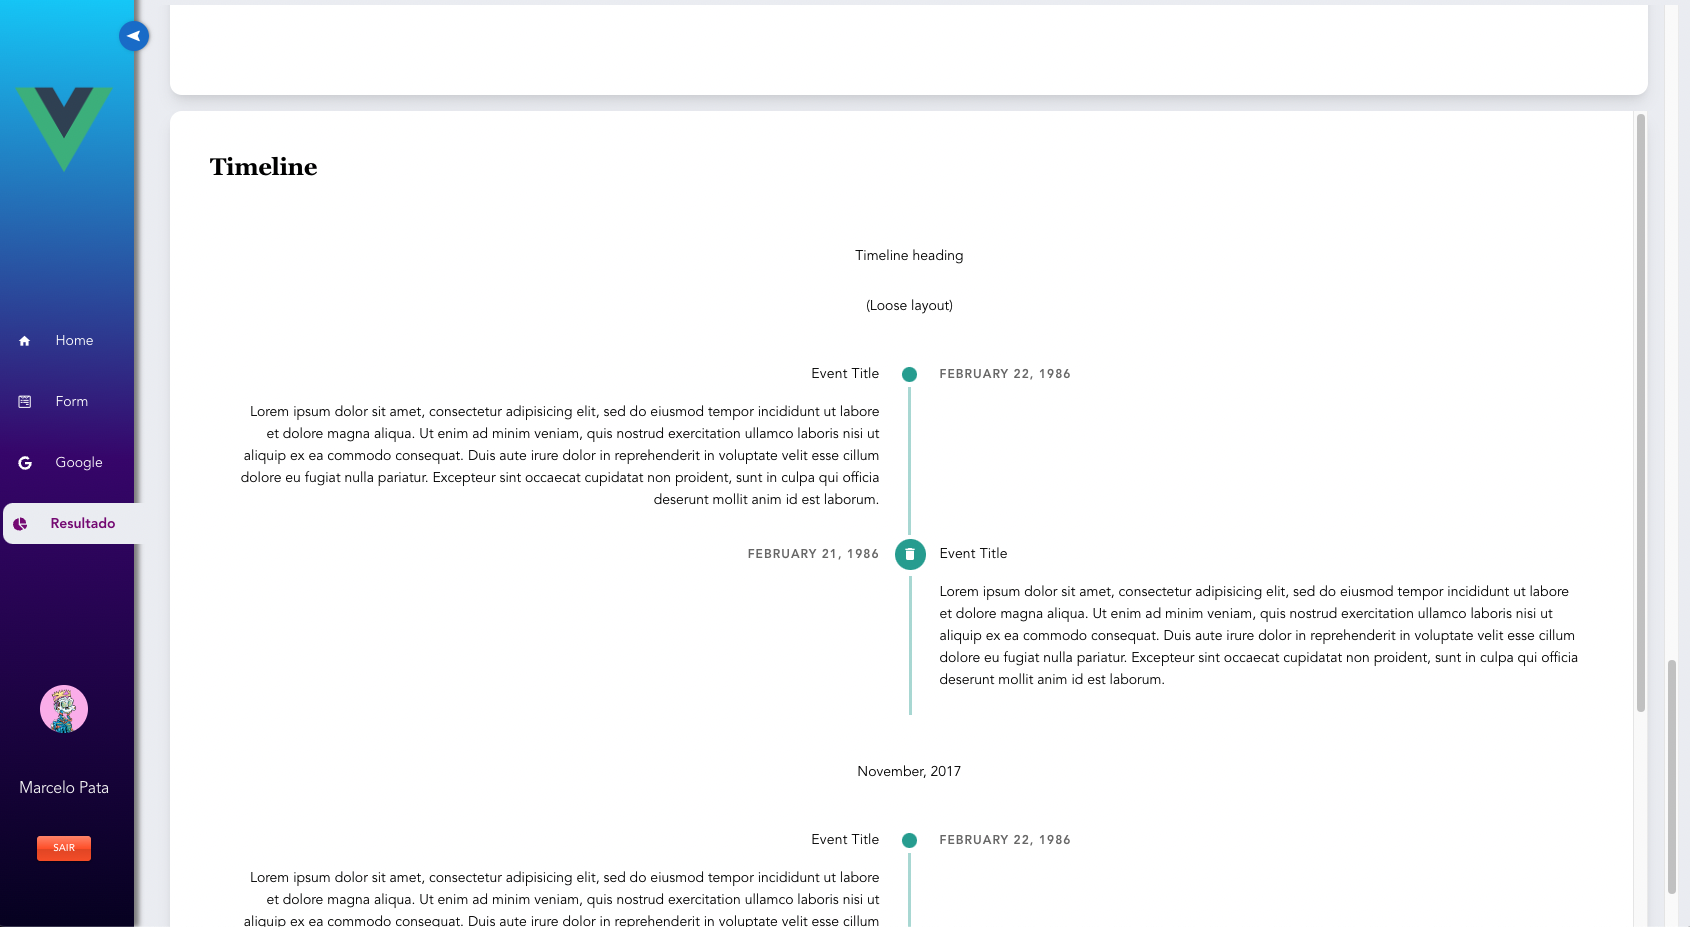 Home
Form
Google
Resultado
Marcelo Pata
SAIR
Timeline
Timeline heading
(Loose layout)
Event Title
FEBRUARY 22, 1986
Lorem ipsum dolor sit amet, consectetur adipisicing elit, sed do eiusmod tempor incididunt ut labore
et dolore magna aliqua. Ut enim ad minim veniam, quis nostrud exercitation ullamco laboris nisi ut
aliquip ex ea commodo consequat. Duis aute irure dolor in reprehenderit in voluptate velit esse cillum
dolore eu fugiat nulla pariatur. Excepteur sint occaecat cupidatat non proident, sunt in culpa qui officia
deserunt mollit anim id est laborum.
FEBRUARY 21, 1986
Event Title
Lorem ipsum dolor sit amet, consectetur adipisicing elit, sed do eiusmod tempor incididunt ut labore
et dolore magna aliqua. Ut enim ad minim veniam, quis nostrud exercitation ullamco laboris nisi ut
aliquip ex ea commodo consequat. Duis aute irure dolor in reprehenderit in voluptate velit esse cillum
dolore eu fugiat nulla pariatur. Excepteur sint occaecat cupidatat non proident, sunt in culpa qui officia
deserunt mollit anim id est laborum.
November, 2017
Event Title
FEBRUARY 22, 1986
Lorem ipsum dolor sit amet, consectetur adipisicing elit, sed do eiusmod tempor incididunt ut labore
et dolore magna aliqua. Ut enim ad minim veniam, quis nostrud exercitation ullamco laboris nisi ut
aliquip ex ea commodo consequat. Duis aute irure dolor in reprehenderit in voluptate velit esse cillum